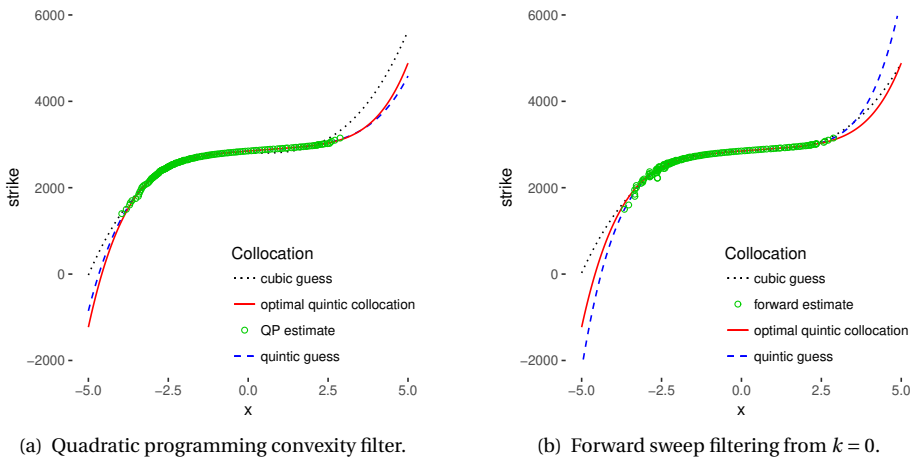 6000
4000
2000
0
−2000
strike
−5.0
−2.5
0.0
2.5
5.0
x
Collocation
cubic guess
optimal quintic collocation
QP estimate
quintic guess
(a) Quadratic programming convexity filter.
6000
4000
2000
0
−2000
strike
−5.0
−2.5
0.0
2.5
5.0
x
Collocation
cubic guess
forward estimate
optimal quintic collocation
quintic guess
(b) Forward sweep filtering from k = 0.